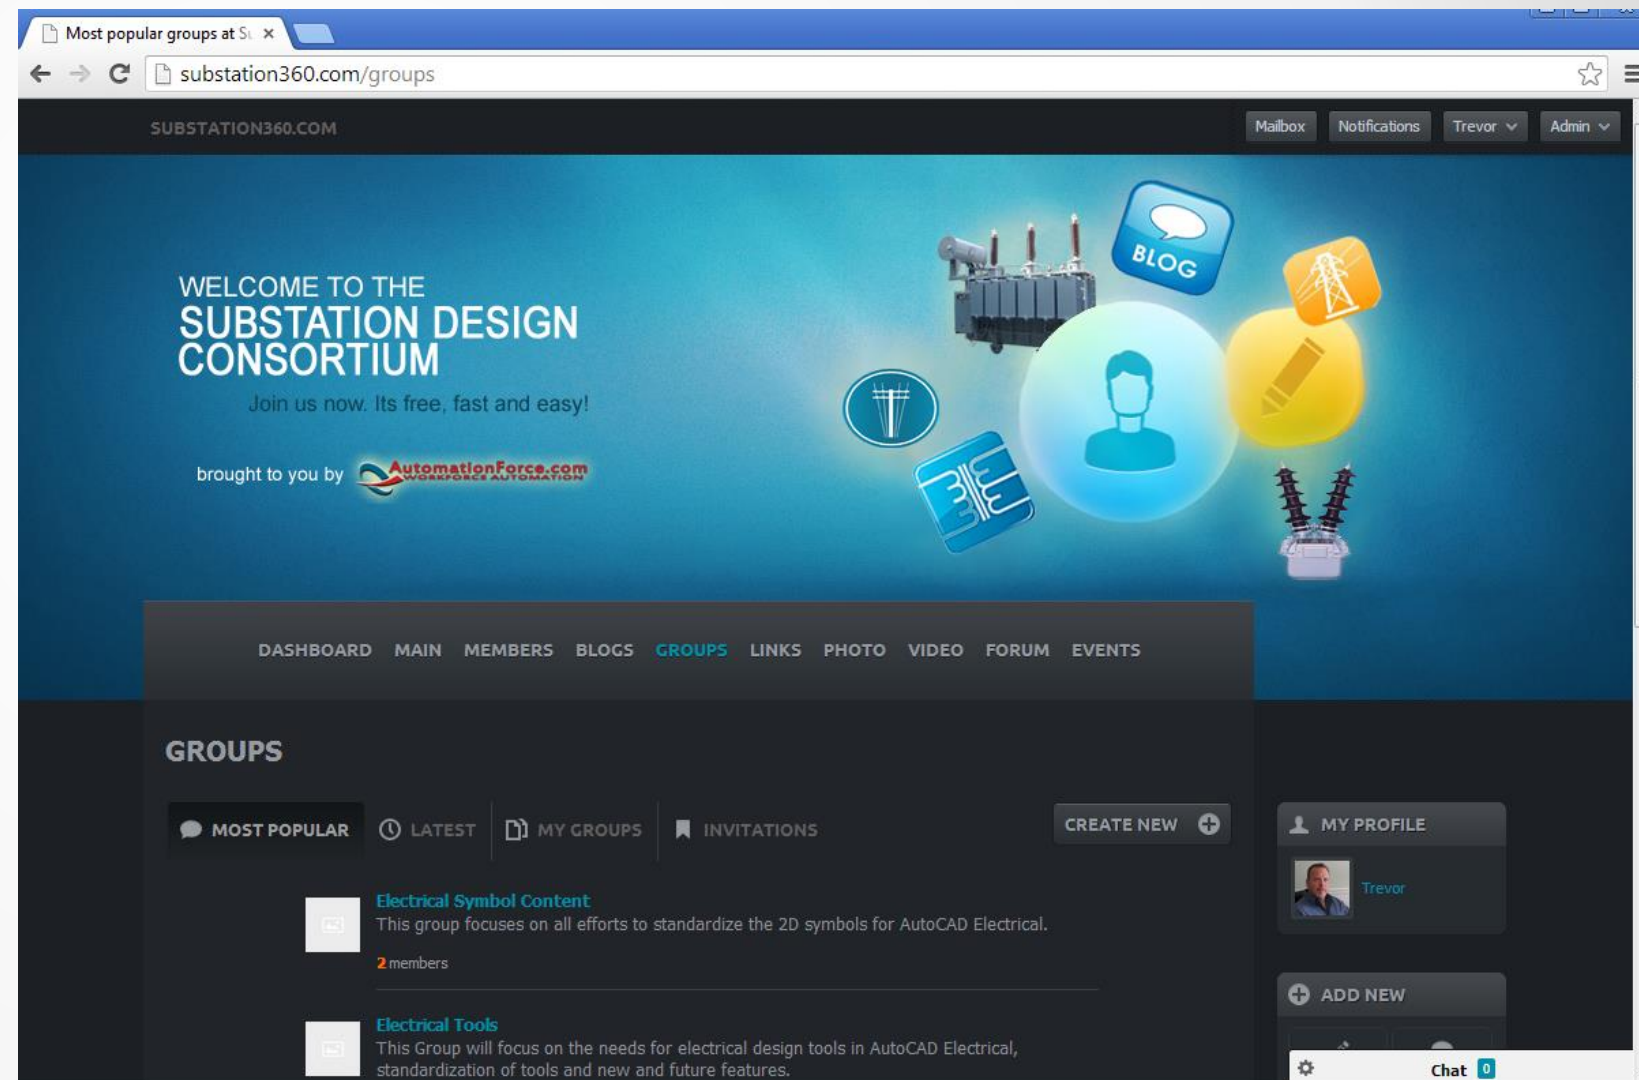 Most popular groups at Su
substation360.com/groups
SUBSTATION360.COM
Mailbox Notifications Trevor Admin
WELCOME TO THE
SUBSTATION DESIGN
CONSORTIUM
Join us now. Its free, fast and easy!
brought to you by AutomationForce.com
WORKFORCE AUTOMATION
BLOG
DASHBOARD MAIN MEMBERS BLOGS GROUPS LINKS PHOTO VIDEO FORUM EVENTS
GROUPS
MOST POPULAR LATEST MY GROUPS INVITATIONS CREATE NEW
MY PROFILE
Trevor
Electrical Symbol Content
This group focuses on all efforts to standardize the 2D symbols for AutoCAD Electrical.
2 members
ADD NEW
Electrical Tools
This Group will focus on the needs for electrical design tools in AutoCAD Electrical,
standardization of tools and new and future features.
Chat 0